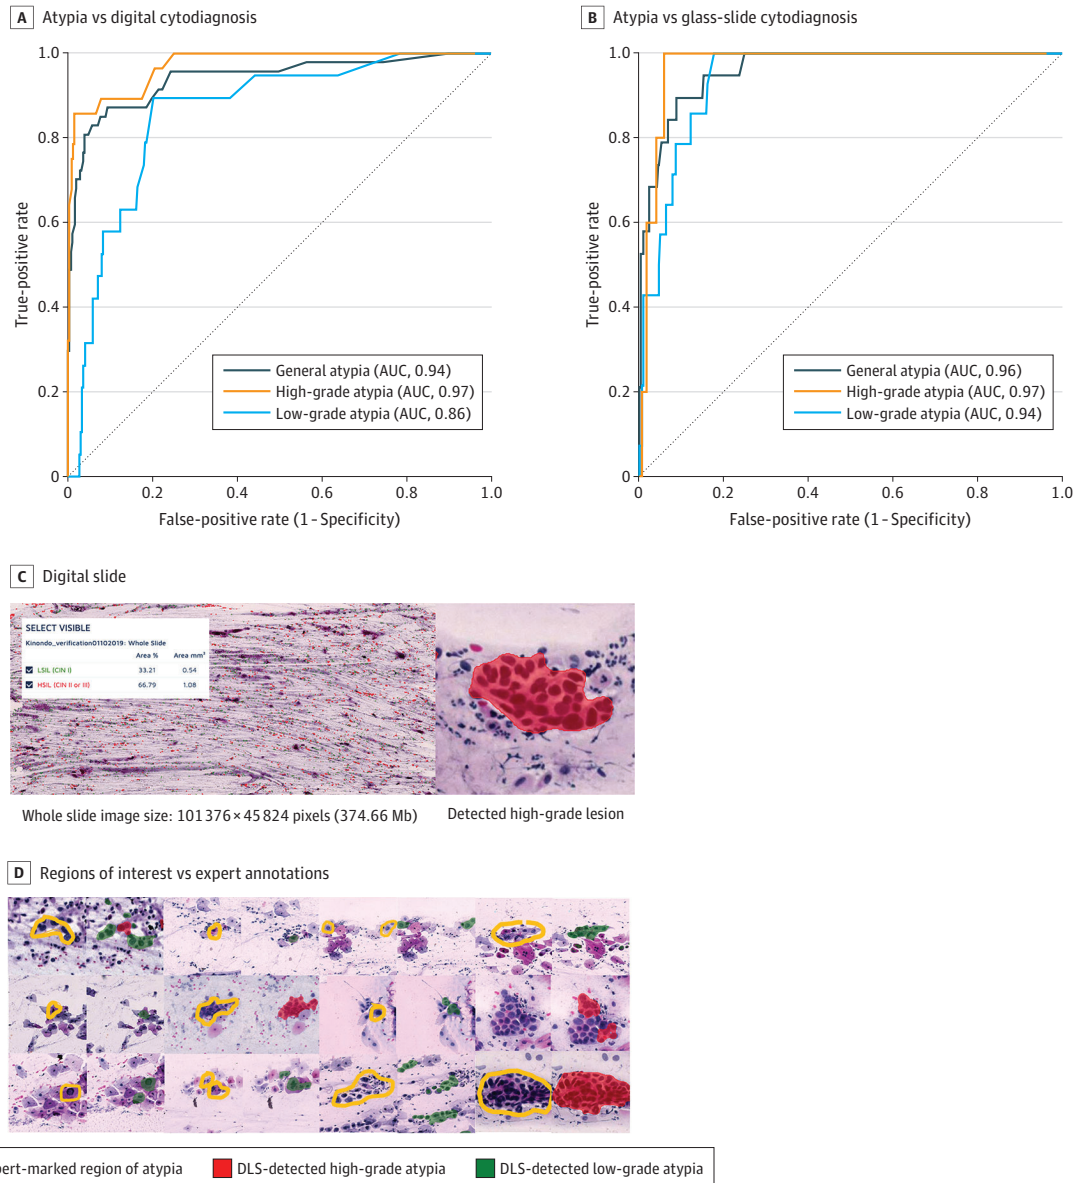 A Atypia vs digital cytodiagnosis
1.0
0.8
0.6
0.4
0.2
0
True-positive rate
General atypia (AUC, 0.94)
High-grade atypia (AUC, 0.97)
Low-grade atypia (AUC, 0.86)
0 0.2 0.4 0.6 0.8 1.0
False-positive rate (1 - Specificity)
B Atypia vs glass-slide cytodiagnosis
1.0
0.8
0.6
0.4
0.2
0
True-positive rate
General atypia (AUC, 0.96)
High-grade atypia (AUC, 0.97)
Low-grade atypia (AUC, 0.94)
0 0.2 0.4 0.6 0.8 1.0
False-positive rate (1 - Specificity)
C Digital slide
SELECT VISIBLE
Kinondo_verification01102019: Whole Slide
Area % Area mm²
LSIL (CIN I) 33.21 0.54
HSIL (CIN II or III) 66.79 1.08
Whole slide image size: 101 376 × 45 824 pixels (374.66 Mb)
Detected high-grade lesion
D Regions of interest vs expert annotations
pert-marked region of atypia DLS-detected high-grade atypia DLS-detected low-grade atypia